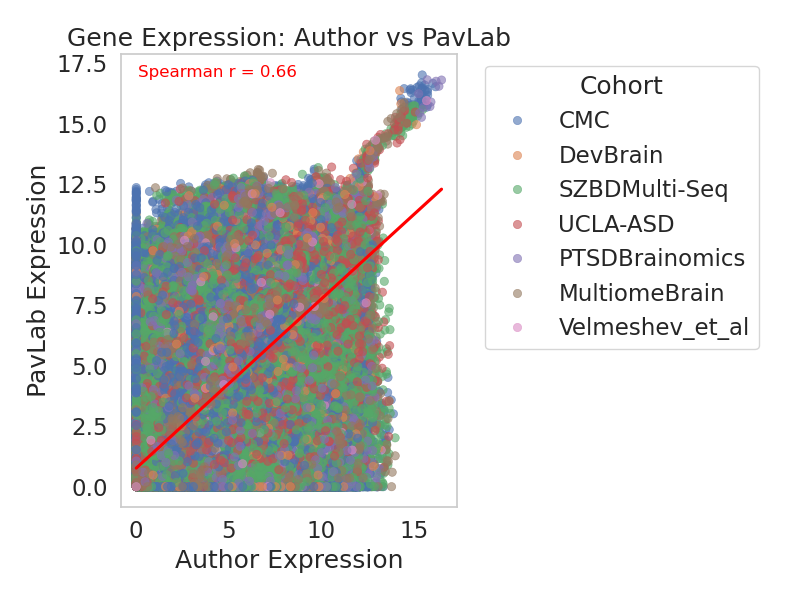 Gene Expression: Author vs PavLab
Spearman r = 0.66
17.5
15.0
12.5
10.0
7.5
5.0
2.5
0.0
PavLab Expression
0 5 10 15
Author Expression
Cohort
CMC
DevBrain
SZBDMulti-Seq
UCLA-ASD
PTSDBrainomics
MultiomeBrain
Velmeshev_et_al